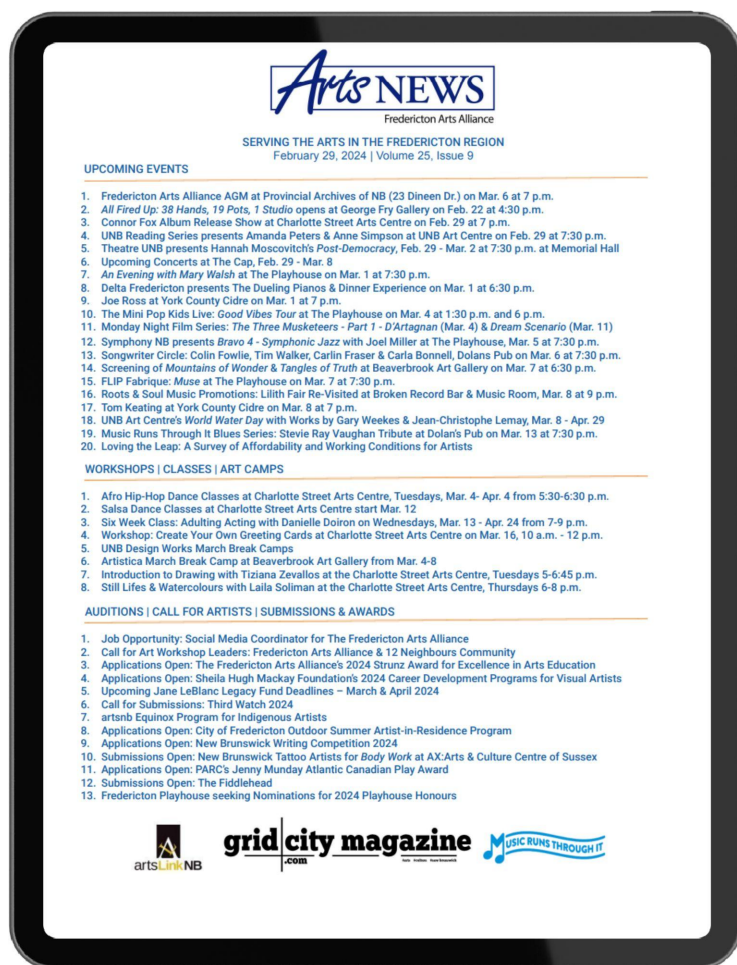 Arts NEWS
Fredericton Arts Alliance
SERVING THE ARTS IN THE FREDERICTON REGION
February 29, 2024 | Volume 25, Issue 9
UPCOMING EVENTS
1. Fredericton Arts Alliance AGM at Provincial Archives of NB (23 Dineen Dr.) on Mar. 6 at 7 p.m.
2. All Fired Up: 38 Hands, 19 Pots, 1 Studio opens at George Fry Gallery on Feb. 22 at 4:30 p.m.
3. Connor Fox Album Release Show at Charlotte Street Arts Centre on Feb. 29 at 7 p.m.
4. UNB Reading Series presents Amanda Peters & Anne Simpson at UNB Art Centre on Feb. 29 at 7:30 p.m.
5. Theatre UNB presents Hannah Moscovitch's Post-Democracy, Feb. 29 - Mar. 2 at 7:30 p.m. at Memorial Hall
6. Upcoming Concerts at The Cap, Feb. 29 - Mar. 8
7. An Evening with Mary Walsh at The Playhouse on Mar. 1 at 7:30 p.m.
8. Delta Fredericton presents The Dueling Pianos & Dinner Experience on Mar. 1 at 6:30 p.m.
9. Joe Ross at York County Cidre on Mar. 1 at 7 p.m.
10. The Mini Pop Kids Live: Good Vibes Tour at The Playhouse on Mar. 4 at 1:30 p.m. and 6 p.m.
11. Monday Night Film Series: The Three Musketeers - Part 1 - D'Artagnan (Mar. 4) & Dream Scenario (Mar. 11)
12. Symphony NB presents Bravo 4 - Symphonic Jazz with Joel Miller at The Playhouse, Mar. 5 at 7:30 p.m.
13. Songwriter Circle: Colin Fowlie, Tim Walker, Carlin Fraser & Carla Bonnell, Dolans Pub on Mar. 6 at 7:30 p.m.
14. Screening of Mountains of Wonder & Tangles of Truth at Beaverbrook Art Gallery on Mar. 7 at 6:30 p.m.
15. FLIP Fabrique: Muse at The Playhouse on Mar. 7 at 7:30 p.m.
16. Roots & Soul Music Promotions: Lilith Fair Re-Visited at Broken Record Bar & Music Room, Mar. 8 at 9 p.m.
17. Tom Keating at York County Cidre on Mar. 8 at 7 p.m.
18. UNB Art Centre's World Water Day with Works by Gary Weekes & Jean-Christophe Lemay, Mar. 8 - Apr. 29
19. Music Runs Through It Blues Series: Stevie Ray Vaughan Tribute at Dolan's Pub on Mar. 13 at 7:30 p.m.
20. Loving the Leap: A Survey of Affordability and Working Conditions for Artists
WORKSHOPS | CLASSES | ART CAMPS
1. Afro Hip-Hop Dance Classes at Charlotte Street Arts Centre, Tuesdays, Mar. 4- Apr. 4 from 5:30-6:30 p.m.
2. Salsa Dance Classes at Charlotte Street Arts Centre start Mar. 12
3. Six Week Class: Adulting Acting with Danielle Doiron on Wednesdays, Mar. 13 - Apr. 24 from 7-9 p.m.
4. Workshop: Create Your Own Greeting Cards at Charlotte Street Arts Centre on Mar. 16, 10 a.m. - 12 p.m.
5. UNB Design Works March Break Camps
6. Artistica March Break Camp at Beaverbrook Art Gallery from Mar. 4-8
7. Introduction to Drawing with Tiziana Zevallos at the Charlotte Street Arts Centre, Tuesdays 5-6:45 p.m.
8. Still Lifes & Watercolours with Laila Soliman at the Charlotte Street Arts Centre, Thursdays 6-8 p.m.
AUDITIONS | CALL FOR ARTISTS | SUBMISSIONS & AWARDS
1. Job Opportunity: Social Media Coordinator for The Fredericton Arts Alliance
2. Call for Art Workshop Leaders: Fredericton Arts Alliance & 12 Neighbours Community
3. Applications Open: The Fredericton Arts Alliance's 2024 Strunz Award for Excellence in Arts Education
4. Applications Open: Sheila Hugh Mackay Foundation's 2024 Career Development Programs for Visual Artists
5. Upcoming Jane LeBlanc Legacy Fund Deadlines – March & April 2024
6. Call for Submissions: Third Watch 2024
7. artsnb Equinox Program for Indigenous Artists
8. Applications Open: City of Fredericton Outdoor Summer Artist-in-Residence Program
9. Applications Open: New Brunswick Writing Competition 2024
10. Submissions Open: New Brunswick Tattoo Artists for Body Work at AX:Arts & Culture Centre of Sussex
11. Applications Open: PARC's Jenny Munday Atlantic Canadian Play Award
12. Submissions Open: The Fiddlehead
13. Fredericton Playhouse seeking Nominations for 2024 Playhouse Honours
artsLinkNB
grid city magazine
.com
MUSIC RUNS THROUGH IT